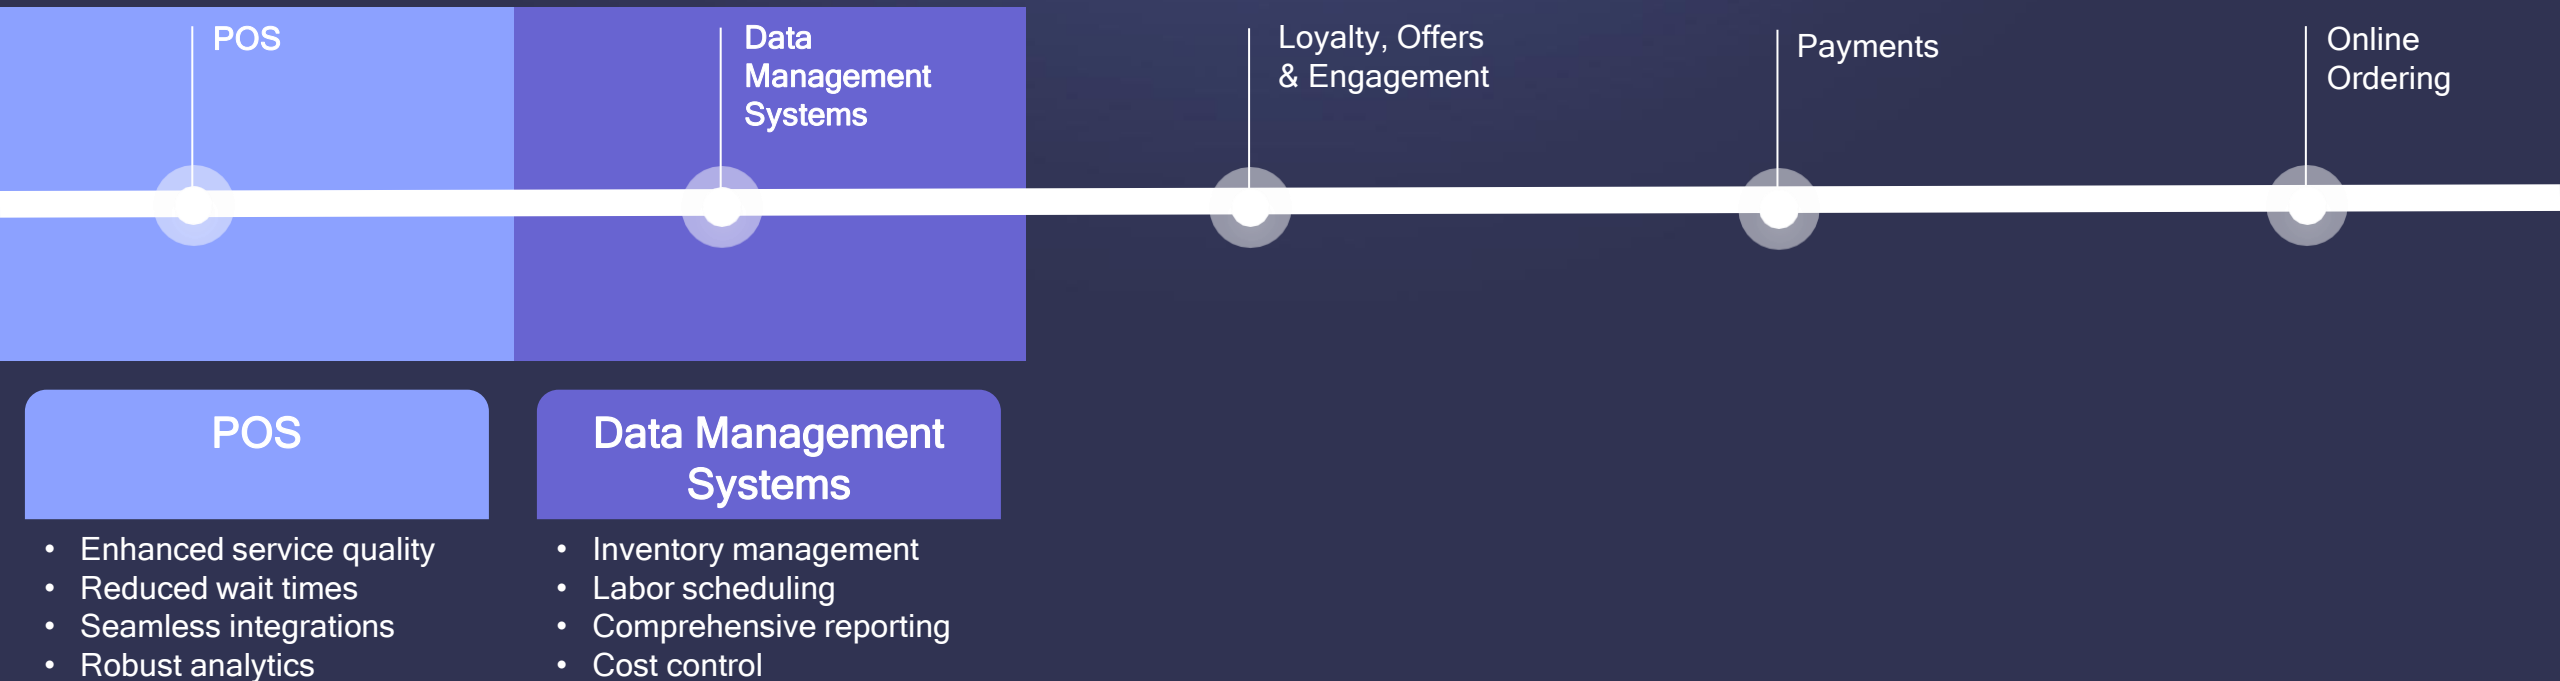 POS
Data
Management
Systems
Loyalty, Offers
& Engagement
Payments
Online
Ordering
POS
• Enhanced service quality
• Reduced wait times
• Seamless integrations
• Robust analytics
Data Management
Systems
• Inventory management
• Labor scheduling
• Comprehensive reporting
• Cost control